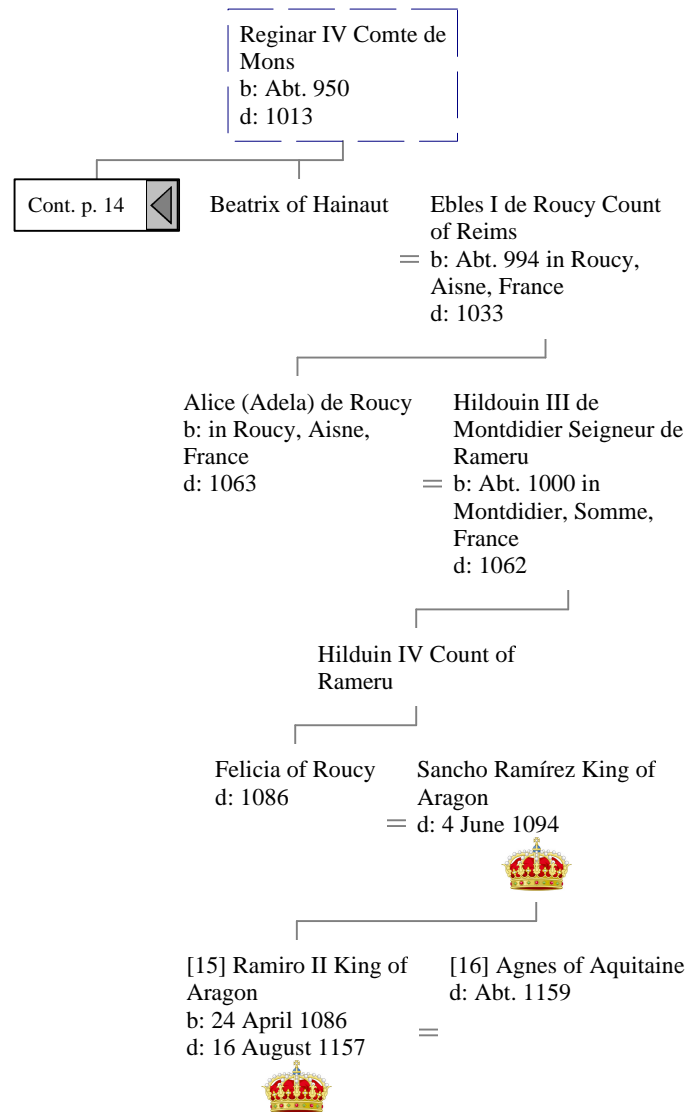 Reginar IV Comte de
Mons
b: Abt. 950
d: 1013
Cont. p. 14
Beatrix of Hainaut
Ebles I de Roucy Count
of Reims
= b: Abt. 994 in Roucy,
Aisne, France
d: 1033
Alice (Adela) de Roucy
b: in Roucy, Aisne,
France
d: 1063
Hildouin III de
Montdidier Seigneur de
Rameru
= b: Abt. 1000 in
Montdidier, Somme,
France
d: 1062
Hilduin IV Count of
Rameru
Felicia of Roucy
d: 1086
Sancho Ramírez King of
Aragon
= d: 4 June 1094
[15] Ramiro II King of
Aragon
b: 24 April 1086
d: 16 August 1157
=
[16] Agnes of Aquitaine
d: Abt. 1159